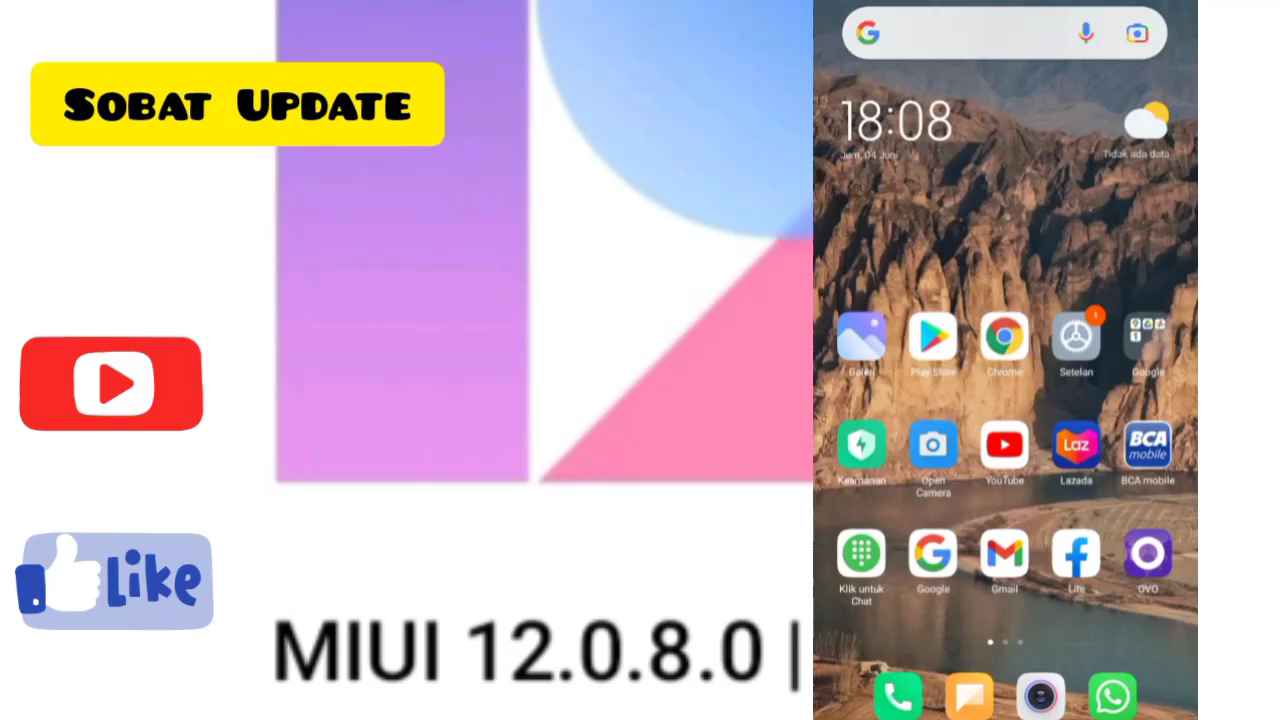 SOBAT UPDATE
Like
MIUI 12.0.8.0 |
18:08
Jum, 04 Juni
Tidak ada data
1
Galeri
Play Store
Chrome
Setelan
Google
Keamanan
Open
Camera
YouTube
Laz
Lazada
BCA
mobile
BCA mobile
Klik untuk
Chat
Google
Gmail
Lite
OVO